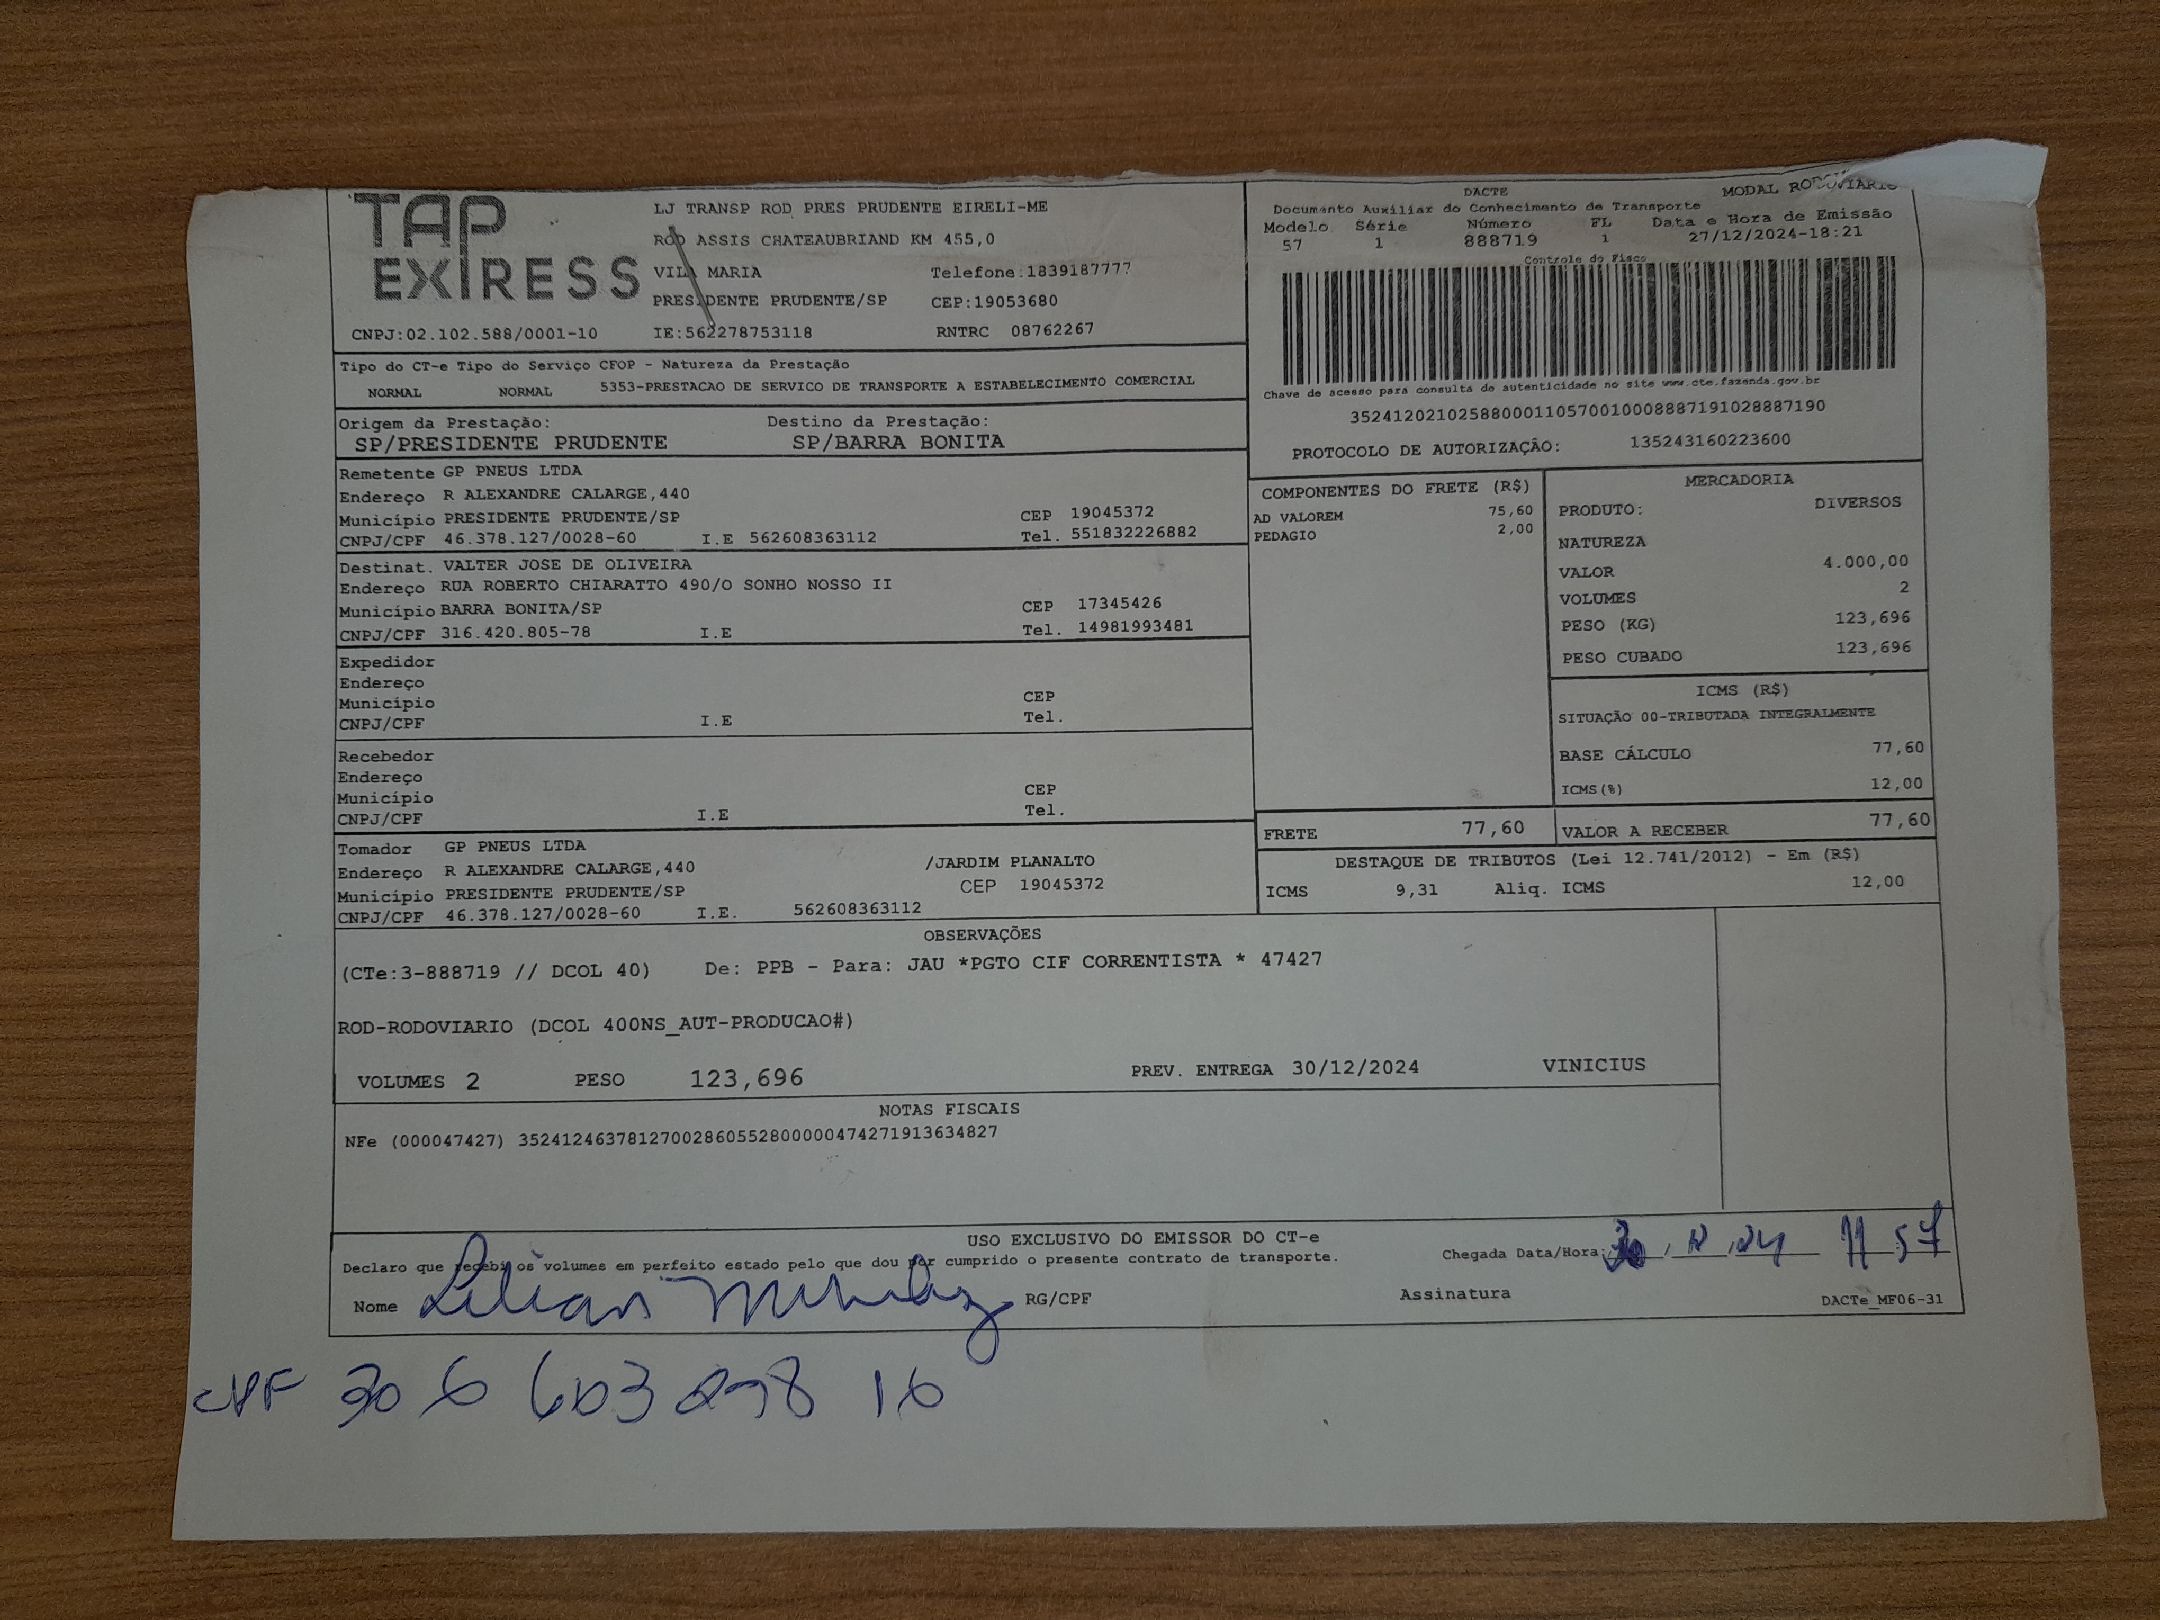 TAP
EXPRESS
LJ TRANSP ROD PRES PRUDENTE EIRELI-ME
ROD ASSIS CHATEAUBRIAND KM 455,0
VILA MARIA Telefone:1839187777
PRESIDENTE PRUDENTE/SP CEP:19053680
CNPJ:02.102.588/0001-10 IE:562278753118 RNTRC 08762267
DACTE MODAL RODOVIARIO
Documento Auxiliar do Conhecimento de Transporte
Modelo Série Número FL Data e Hora de Emissão
57 1 888719 1 27/12/2024-18:21
Controle do Fisco
Chave de acesso para consulta de autenticidade no site www.cte.fazenda.gov.br
35241202102588000110570010008887191028887190
PROTOCOLO DE AUTORIZAÇÃO: 135243160223600
Tipo do CT-e Tipo do Serviço CFOP - Natureza da Prestação
NORMAL NORMAL 5353-PRESTACAO DE SERVICO DE TRANSPORTE A ESTABELECIMENTO COMERCIAL
Origem da Prestação: Destino da Prestação:
SP/PRESIDENTE PRUDENTE SP/BARRA BONITA
Remetente GP PNEUS LTDA
Endereço R ALEXANDRE CALARGE,440
Município PRESIDENTE PRUDENTE/SP CEP 19045372
CNPJ/CPF 46.378.127/0028-60 I.E 562608363112 Tel. 551832226882
Destinat. VALTER JOSE DE OLIVEIRA
Endereço RUA ROBERTO CHIARATTO 490/O SONHO NOSSO II
Município BARRA BONITA/SP CEP 17345426
CNPJ/CPF 316.420.805-78 I.E Tel. 14981993481
Expedidor
Endereço
Município CEP
CNPJ/CPF I.E Tel.
Recebedor
Endereço
Município CEP
CNPJ/CPF I.E Tel.
Tomador GP PNEUS LTDA
Endereço R ALEXANDRE CALARGE,440 /JARDIM PLANALTO
Município PRESIDENTE PRUDENTE/SP CEP 19045372
CNPJ/CPF 46.378.127/0028-60 I.E. 562608363112
COMPONENTES DO FRETE (R$)
AD VALOREM 75,60
PEDAGIO 2,00
MERCADORIA
PRODUTO: DIVERSOS
NATUREZA
VALOR 4.000,00
VOLUMES 2
PESO (KG) 123,696
PESO CUBADO 123,696
ICMS (R$)
SITUAÇÃO 00-TRIBUTADA INTEGRALMENTE
BASE CÁLCULO 77,60
ICMS(%) 12,00
FRETE 77,60 VALOR A RECEBER 77,60
DESTAQUE DE TRIBUTOS (Lei 12.741/2012) - Em (R$)
ICMS 9,31 Aliq. ICMS 12,00
OBSERVAÇÕES
(CTe:3-888719 // DCOL 40) De: PPB - Para: JAU *PGTO CIF CORRENTISTA * 47427
ROD-RODOVIARIO (DCOL 400NS_AUT-PRODUCAO#)
VOLUMES 2 PESO 123,696 PREV. ENTREGA 30/12/2024 VINICIUS
NOTAS FISCAIS
NFe (000047427) 35241246378127002860552800000474271913634827
USO EXCLUSIVO DO EMISSOR DO CT-e
Declaro que recebi os volumes em perfeito estado pelo que dou por cumprido o presente contrato de transporte. Chegada Data/Hora: 30 12 24 11 57
Nome Lilian RG/CPF Assinatura DACTe_MF06-31
CPF 306 603 298 10